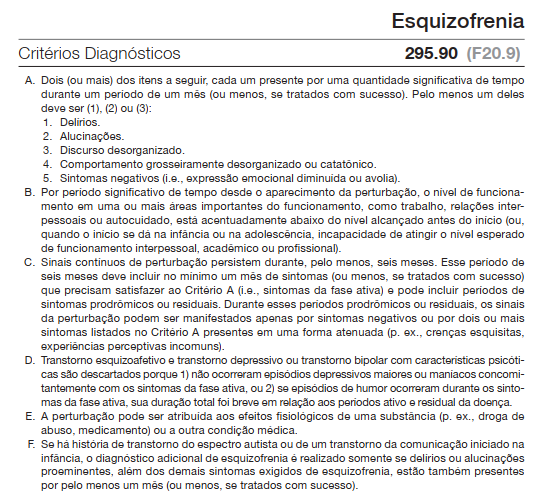 Esquizofrenia
Critérios Diagnósticos 295.90 (F20.9)
A. Dois (ou mais) dos itens a seguir, cada um presente por uma quantidade significativa de tempo
durante um período de um mês (ou menos, se tratados com sucesso). Pelo menos um deles
deve ser (1), (2) ou (3):
1. Delírios.
2. Alucinações.
3. Discurso desorganizado.
4. Comportamento grosseiramente desorganizado ou catatônico.
5. Sintomas negativos (i.e., expressão emocional diminuída ou avolia).
B. Por período significativo de tempo desde o aparecimento da perturbação, o nível de funciona-
mento em uma ou mais áreas importantes do funcionamento, como trabalho, relações inter-
pessoais ou autocuidado, está acentuadamente abaixo do nível alcançado antes do início (ou,
quando o início se dá na infância ou na adolescência, incapacidade de atingir o nível esperado
de funcionamento interpessoal, acadêmico ou profissional).
C. Sinais contínuos de perturbação persistem durante, pelo menos, seis meses. Esse período de
seis meses deve incluir no mínimo um mês de sintomas (ou menos, se tratados com sucesso)
que precisam satisfazer ao Critério A (i.e., sintomas da fase ativa) e pode incluir períodos de
sintomas prodrômicos ou residuais. Durante esses períodos prodrômicos ou residuais, os sinais
da perturbação podem ser manifestados apenas por sintomas negativos ou por dois ou mais
sintomas listados no Critério A presentes em uma forma atenuada (p. ex., crenças esquisitas,
experiências perceptivas incomuns).
D. Transtorno esquizoafetivo e transtorno depressivo ou transtorno bipolar com características psicóti-
cas são descartados porque 1) não ocorreram episódios depressivos maiores ou maníacos concomi-
tantemente com os sintomas da fase ativa, ou 2) se episódios de humor ocorreram durante os sinto-
mas da fase ativa, sua duração total foi breve em relação aos períodos ativo e residual da doença.
E. A perturbação pode ser atribuída aos efeitos fisiológicos de uma substância (p. ex., droga de
abuso, medicamento) ou a outra condição médica.
F. Se há história de transtorno do espectro autista ou de um transtorno da comunicação iniciado na
infância, o diagnóstico adicional de esquizofrenia é realizado somente se delírios ou alucinações
proeminentes, além dos demais sintomas exigidos de esquizofrenia, estão também presentes
por pelo menos um mês (ou menos, se tratados com sucesso).